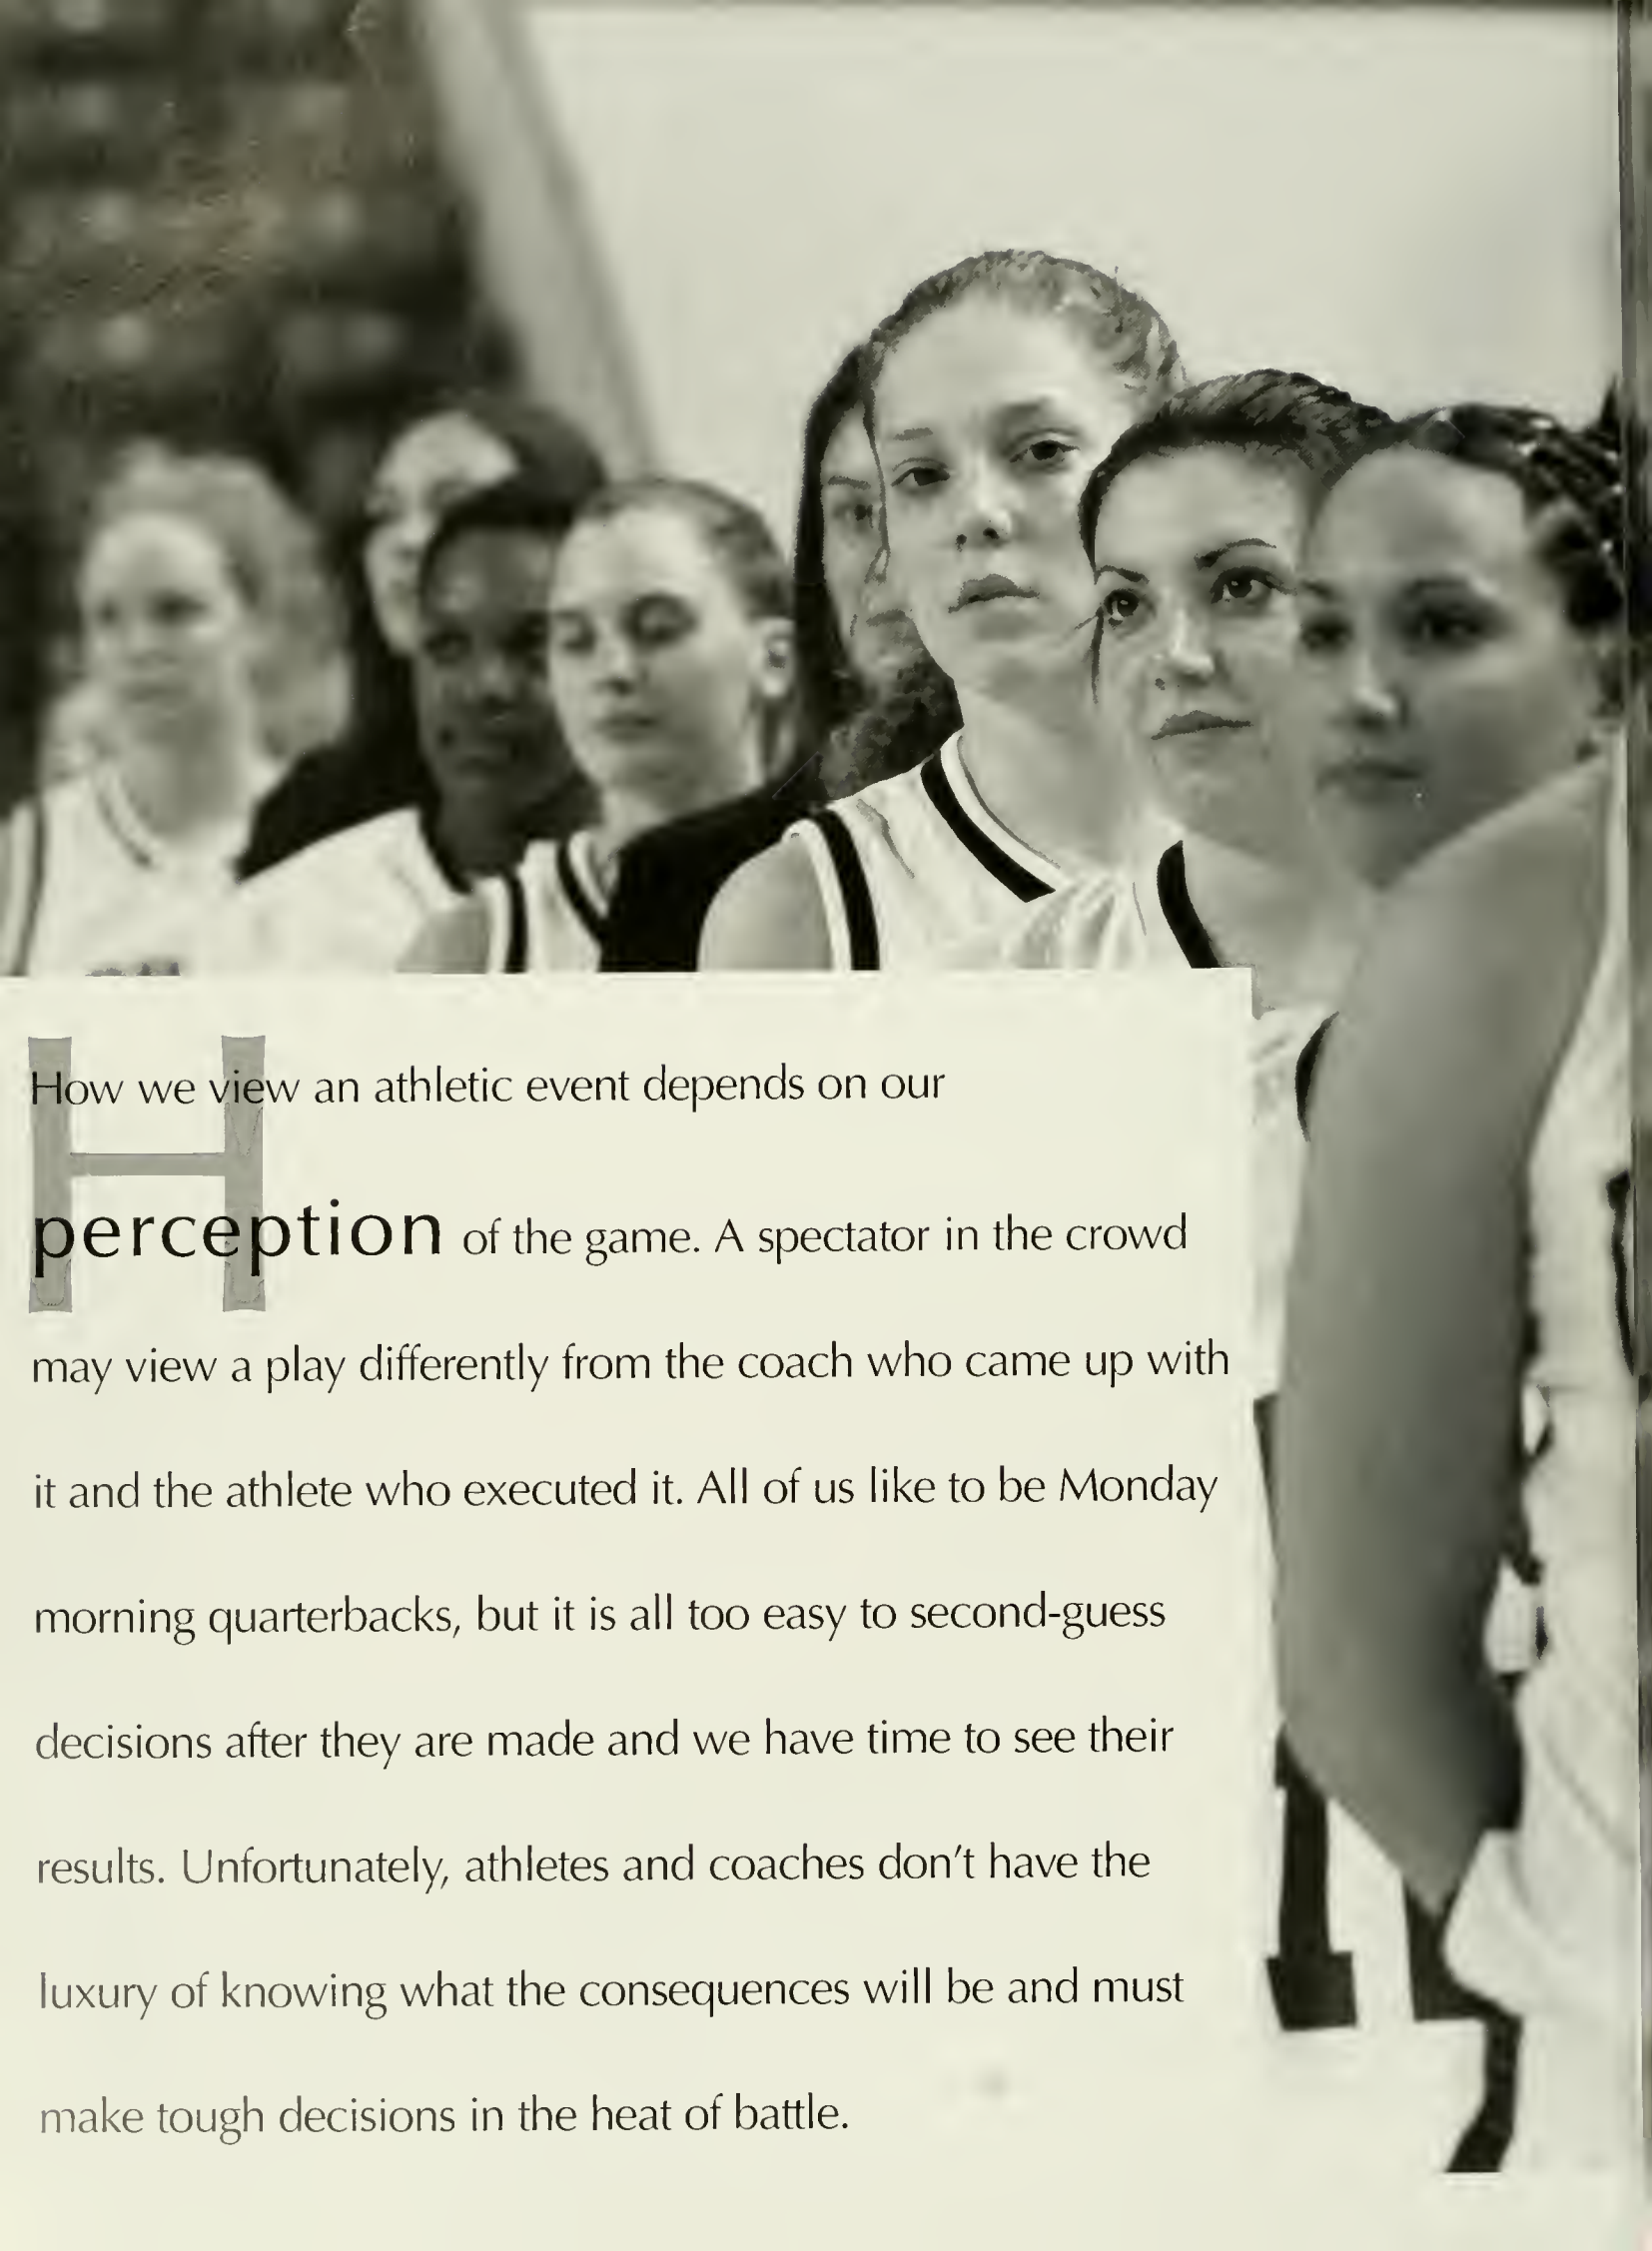 How we view an athletic event depends on our
perception of the game. A spectator in the crowd
may view a play differently from the coach who came up with
it and the athlete who executed it. All of us like to be Monday
morning quarterbacks, but it is all too easy to second-guess
decisions after they are made and we have time to see their
results. Unfortunately, athletes and coaches don't have the
luxury of knowing what the consequences will be and must
make tough decisions in the heat of battle.